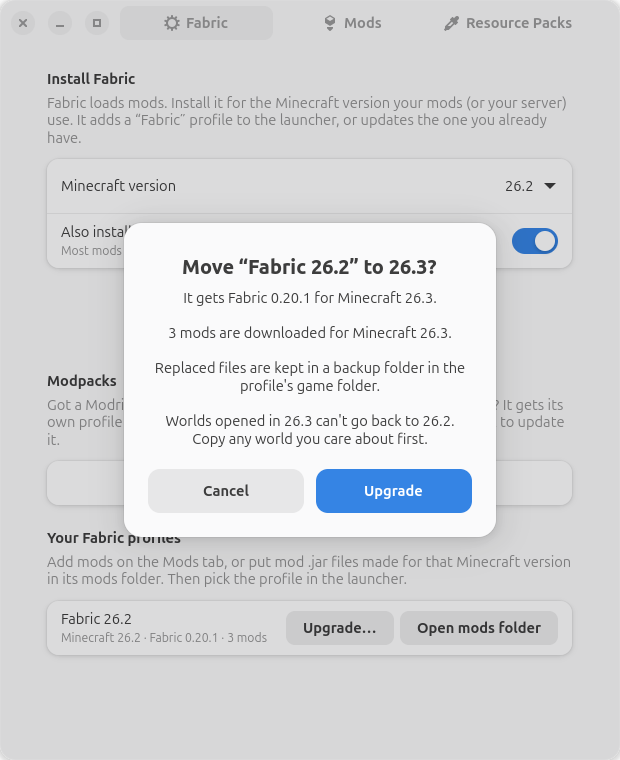 Fabric
Mods
Resource Packs
Install Fabric
Fabric loads mods. Install it for the Minecraft version your mods (or your server)
use. It adds a “Fabric” profile to the launcher, or updates the one you already
have.
Minecraft version
26.2
Also instal
Most mods
Move “Fabric 26.2” to 26.3?
It gets Fabric 0.20.1 for Minecraft 26.3.
3 mods are downloaded for Minecraft 26.3.
Replaced files are kept in a backup folder in the
profile's game folder.
Worlds opened in 26.3 can't go back to 26.2.
Copy any world you care about first.
Cancel
Upgrade
Modpacks
Got a Modri
? It gets its
own profile
to update
it.
Your Fabric profiles
Add mods on the Mods tab, or put mod .jar files made for that Minecraft version
in its mods folder. Then pick the profile in the launcher.
Fabric 26.2
Minecraft 26.2 · Fabric 0.20.1 · 3 mods
Upgrade...
Open mods folder